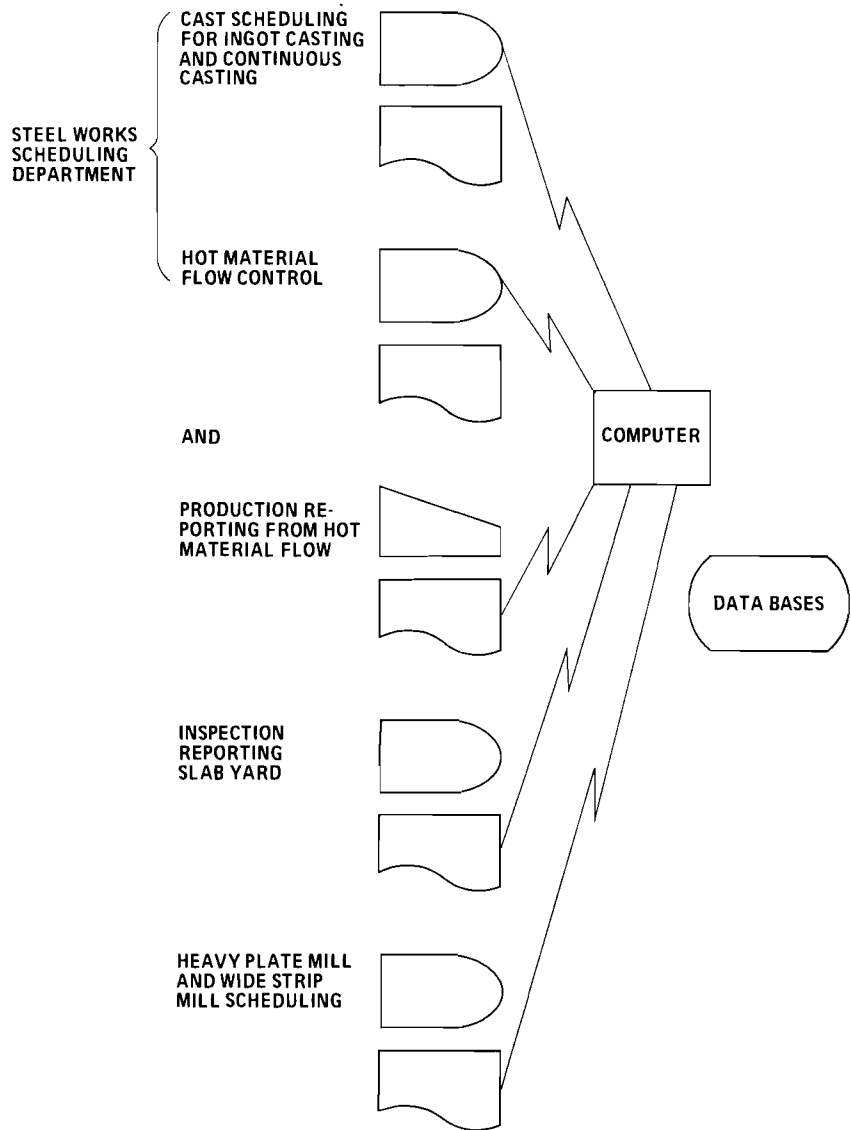 CAST SCHEDULING
FOR INGOT CASTING
AND CONTINUOUS
CASTING
STEEL WORKS
SCHEDULING
DEPARTMENT
HOT MATERIAL
FLOW CONTROL
AND
COMPUTER
PRODUCTION RE-
PORTING FROM HOT
MATERIAL FLOW
DATA BASES
INSPECTION
REPORTING
SLAB YARD
HEAVY PLATE MILL
AND WIDE STRIP
MILL SCHEDULING